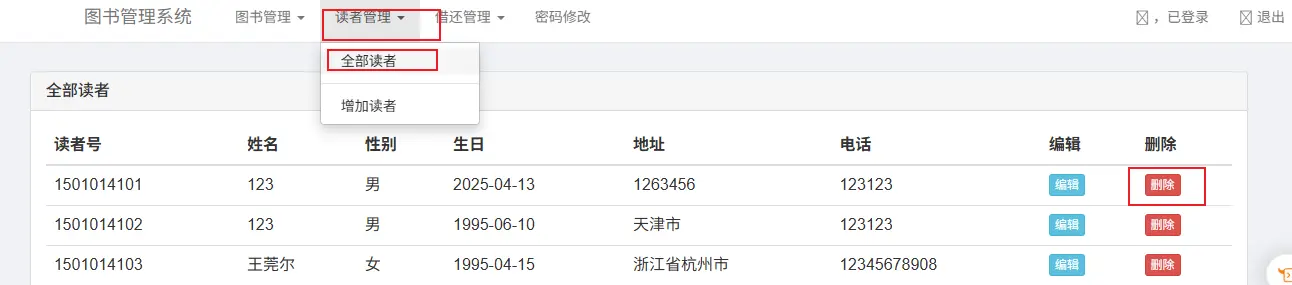 图书管理系统 图书管理 读者管理 借还管理 密码修改 ，已登录 退出
全部读者
增加读者
全部读者
读者号 姓名 性别 生日 地址 电话 编辑 删除
1501014101 123 男 2025-04-13 1263456 123123 编辑 删除
1501014102 123 男 1995-06-10 天津市 123123 编辑 删除
1501014103 王莞尔 女 1995-04-15 浙江省杭州市 12345678908 编辑 删除